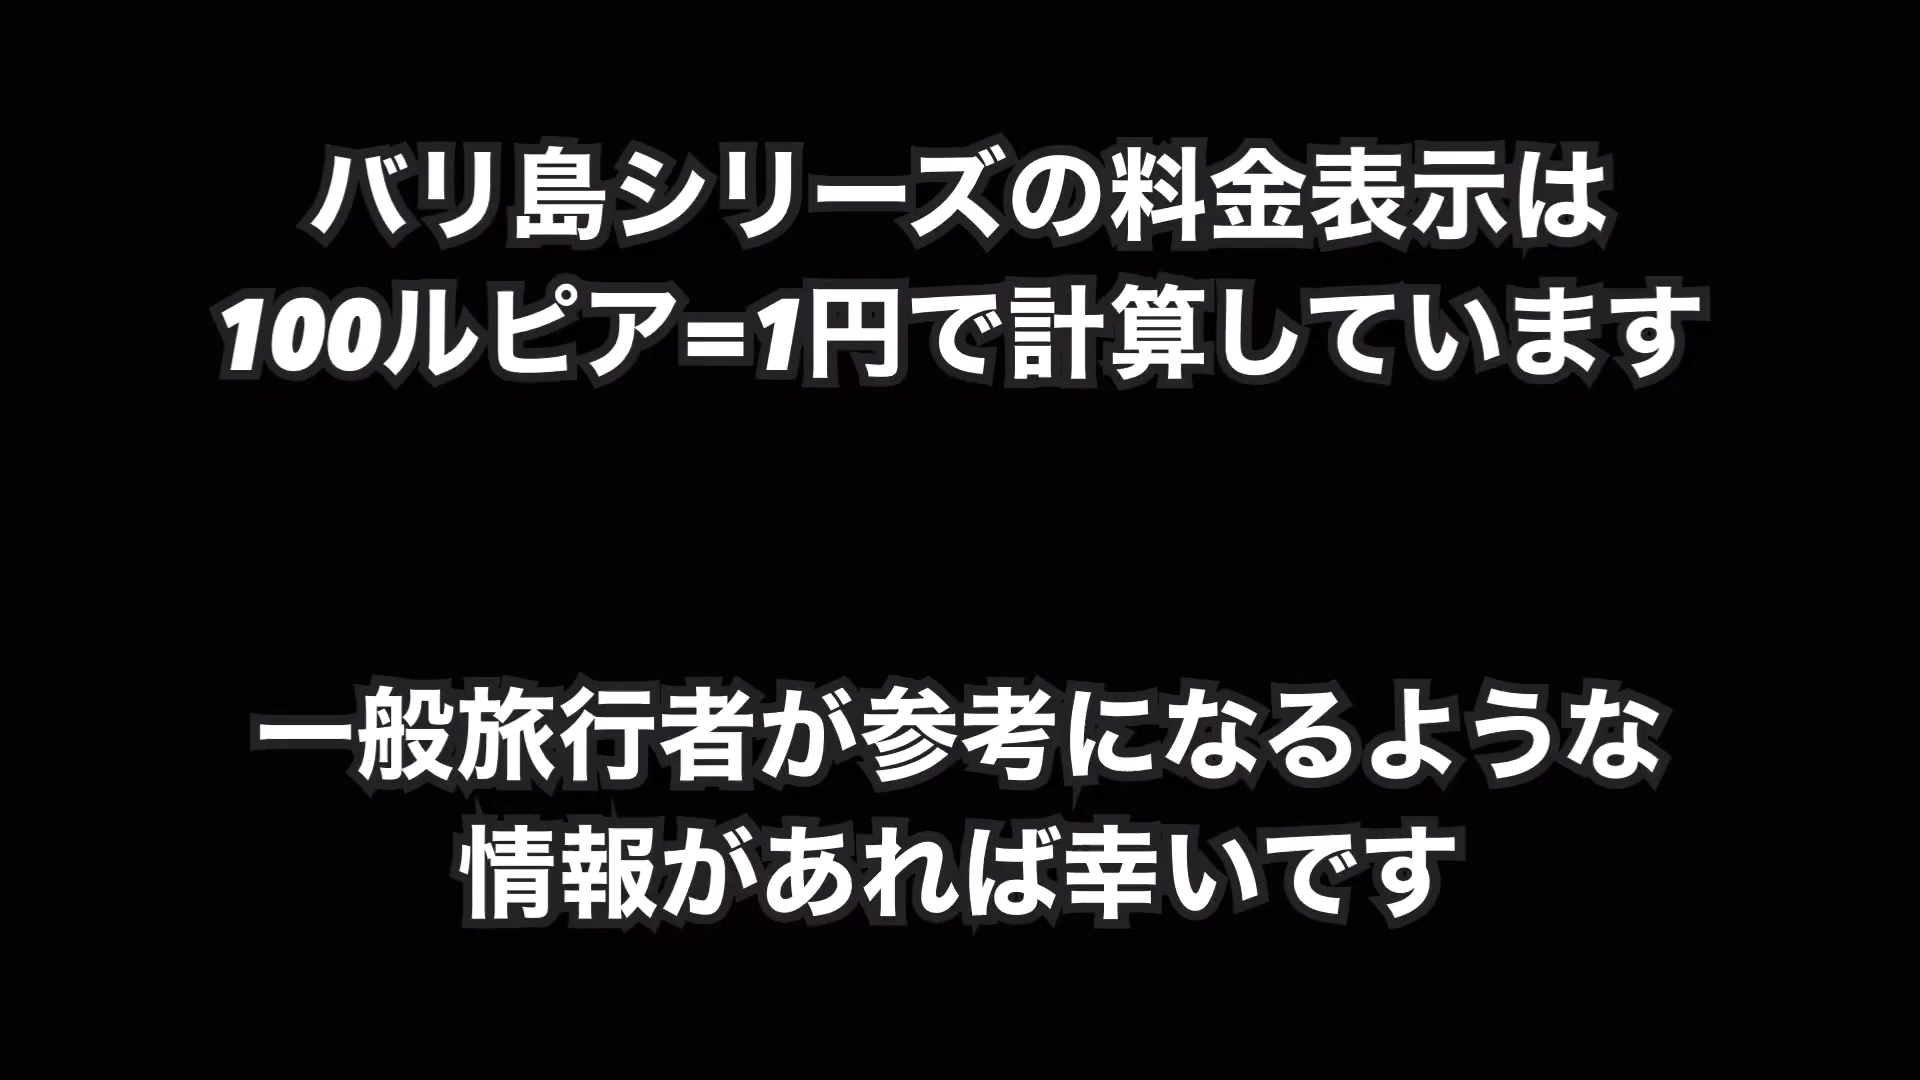 バリ島シリーズの料金表示は
100ルピア=1円で計算しています
一般旅行者が参考になるような
情報があれば幸いです